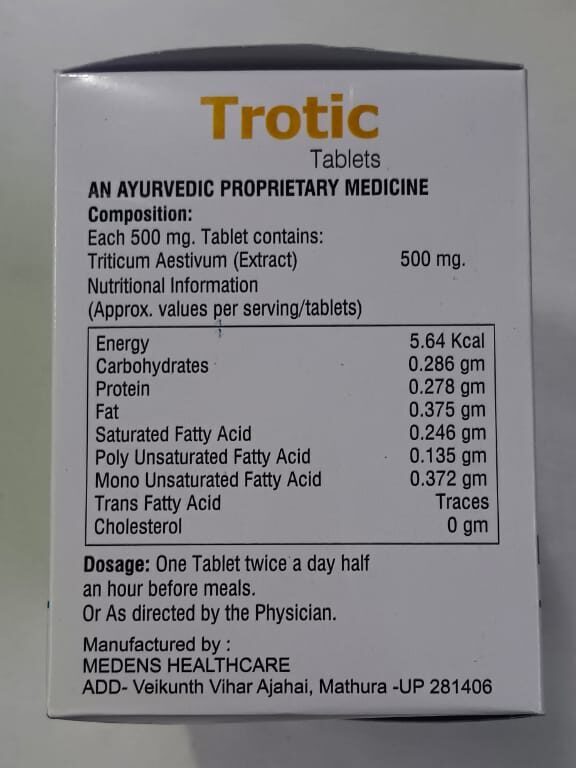 Trotic
Tablets
AN AYURVEDIC PROPRIETARY MEDICINE
Composition:
Each 500 mg. Tablet contains:
Triticum Aestivum (Extract) 500 mg.
Nutritional Information
(Approx. values per serving/tablets)
Energy 5.64 Kcal
Carbohydrates 0.286 gm
Protein 0.278 gm
Fat 0.375 gm
Saturated Fatty Acid 0.246 gm
Poly Unsaturated Fatty Acid 0.135 gm
Mono Unsaturated Fatty Acid 0.372 gm
Trans Fatty Acid Traces
Cholesterol 0 gm
Dosage: One Tablet twice a day half
an hour before meals.
Or As directed by the Physician.
Manufactured by :
MEDENS HEALTHCARE
ADD- Veikunth Vihar Ajahai, Mathura -UP 281406